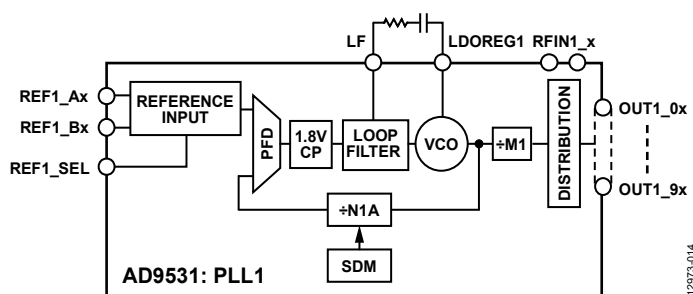 LF
LDOREG1
RFIN1_x
REF1_Ax
REF1_Bx
REF1_SEL
REFERENCE
INPUT
PFD
1.8V
CP
LOOP
FILTER
VCO
÷M1
DISTRIBUTION
OUT1_0x
OUT1_9x
÷N1A
SDM
AD9531: PLL1
12973-014